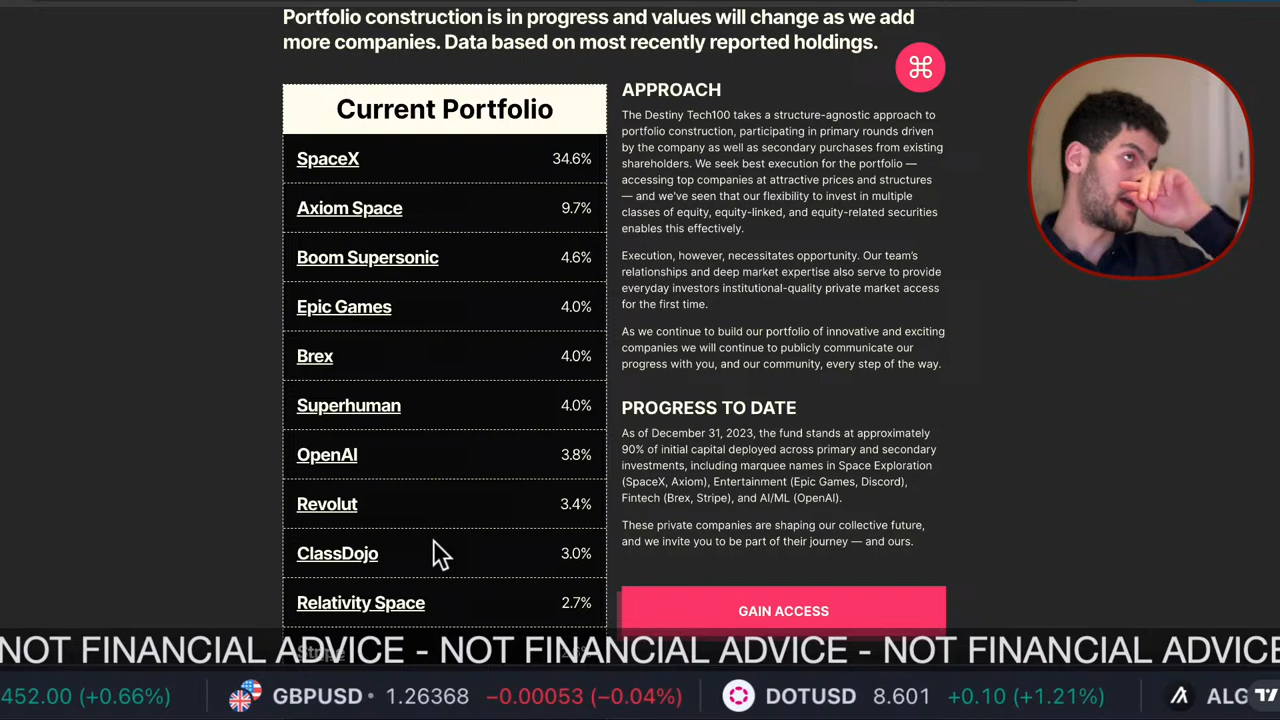 Portfolio construction is in progress and values will change as we add
more companies. Data based on most recently reported holdings.
Current Portfolio
SpaceX 34.6%
Axiom Space 9.7%
Boom Supersonic 4.6%
Epic Games 4.0%
Brex 4.0%
Superhuman 4.0%
OpenAI 3.8%
Revolut 3.4%
ClassDojo 3.0%
Relativity Space 2.7%
Stripe
APPROACH
The Destiny Tech100 takes a structure-agnostic approach to
portfolio construction, participating in primary rounds driven
by the company as well as secondary purchases from existing
shareholders. We seek best execution for the portfolio —
accessing top companies at attractive prices and structures
— and we've seen that our flexibility to invest in multiple
classes of equity, equity-linked, and equity-related securities
enables this effectively.
Execution, however, necessitates opportunity. Our team's
relationships and deep market expertise also serve to provide
everyday investors institutional-quality private market access
for the first time.
As we continue to build our portfolio of innovative and exciting
companies we will continue to publicly communicate our
progress with you, and our community, every step of the way.
PROGRESS TO DATE
As of December 31, 2023, the fund stands at approximately
90% of initial capital deployed across primary and secondary
investments, including marquee names in Space Exploration
(SpaceX, Axiom), Entertainment (Epic Games, Discord),
Fintech (Brex, Stripe), and AI/ML (OpenAI).
These private companies are shaping our collective future,
and we invite you to be part of their journey — and ours.
GAIN ACCESS
NOT FINANCIAL ADVICE - NOT FINANCIAL ADVICE - NOT FINANCIAL ADVICE
452.00 (+0.66%) GBPUSD • 1.26368 −0.00053 (−0.04%) DOTUSD 8.601 +0.10 (+1.21%) ALG